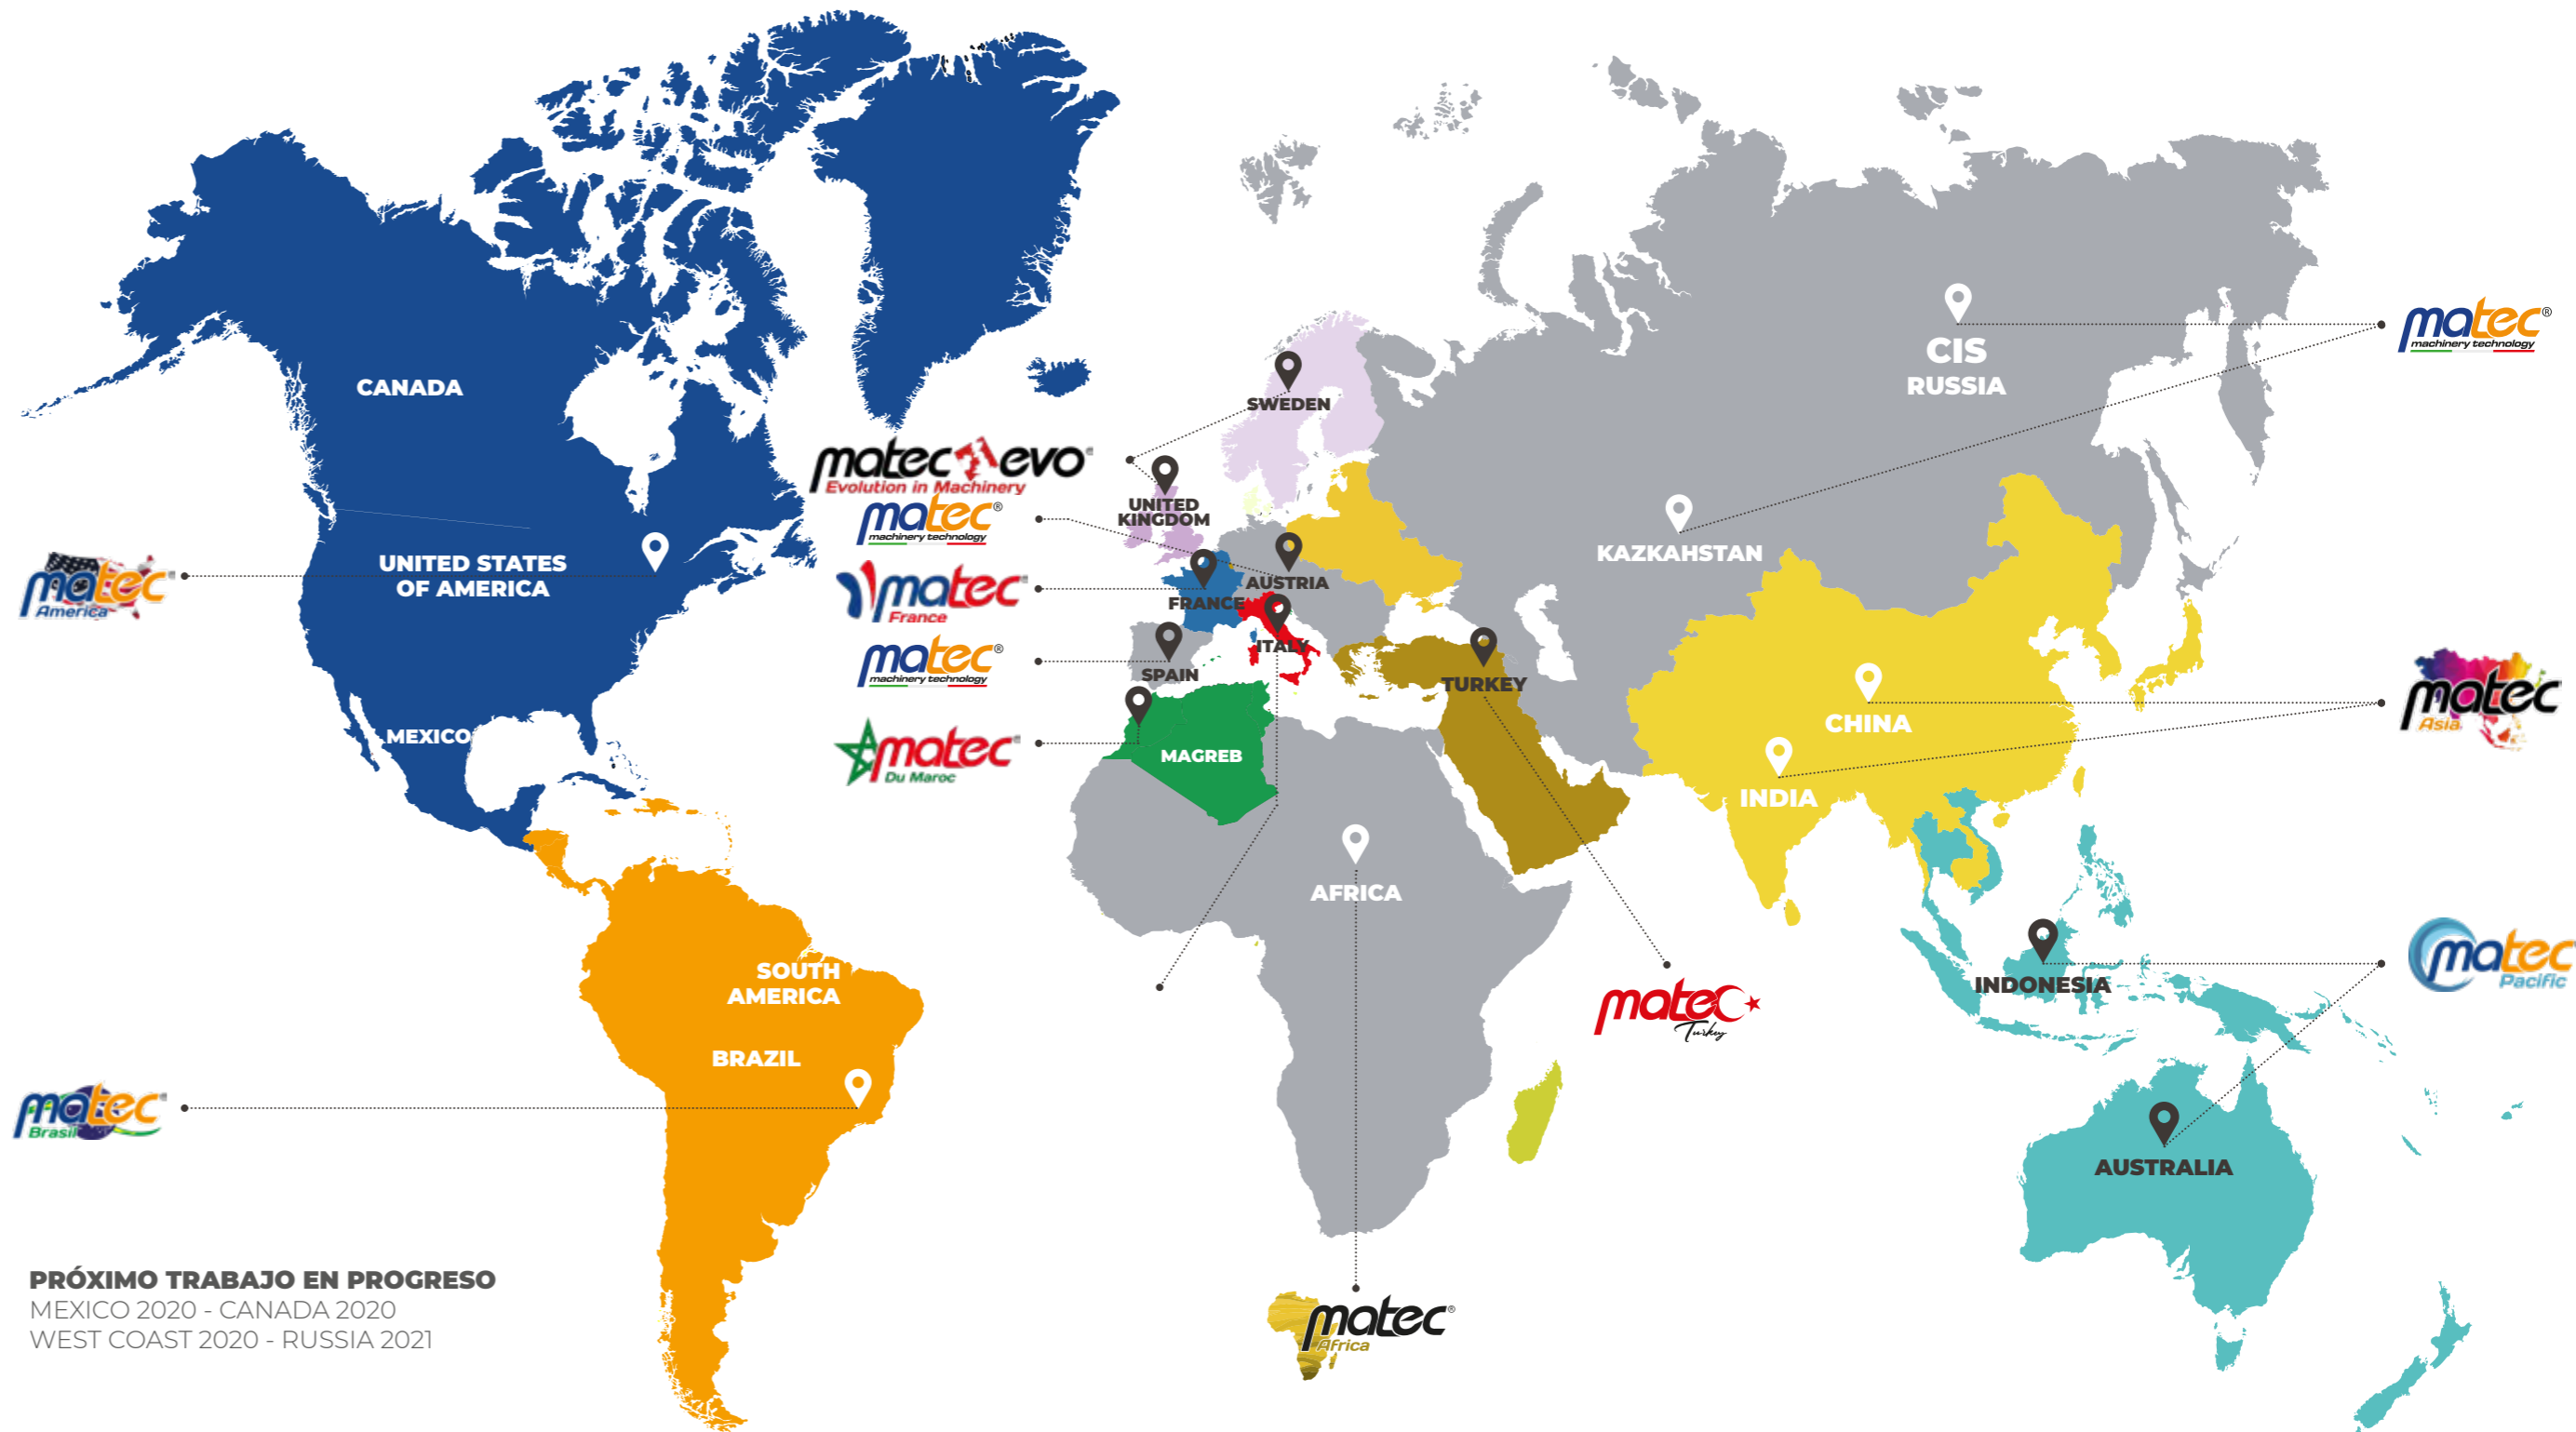 CANADA
UNITED STATES
OF AMERICA
MEXICO
matec®
America
SOUTH
AMERICA
BRAZIL
matec®
Brasil
PRÓXIMO TRABAJO EN PROGRESO
MEXICO 2020 - CANADA 2020
WEST COAST 2020 - RUSSIA 2021
matec evo®
Evolution in Machinery
matec®
machinery technology
matec®
France
matec®
machinery technology
matec®
Du Maroc
SWEDEN
UNITED
KINGDOM
AUSTRIA
FRANCE
ITALY
SPAIN
TURKEY
MAGREB
AFRICA
matec®
Africa
matec
Turkey
CIS
RUSSIA
KAZKAHSTAN
matec®
machinery technology
CHINA
INDIA
matec®
Asia
INDONESIA
AUSTRALIA
matec
Pacific